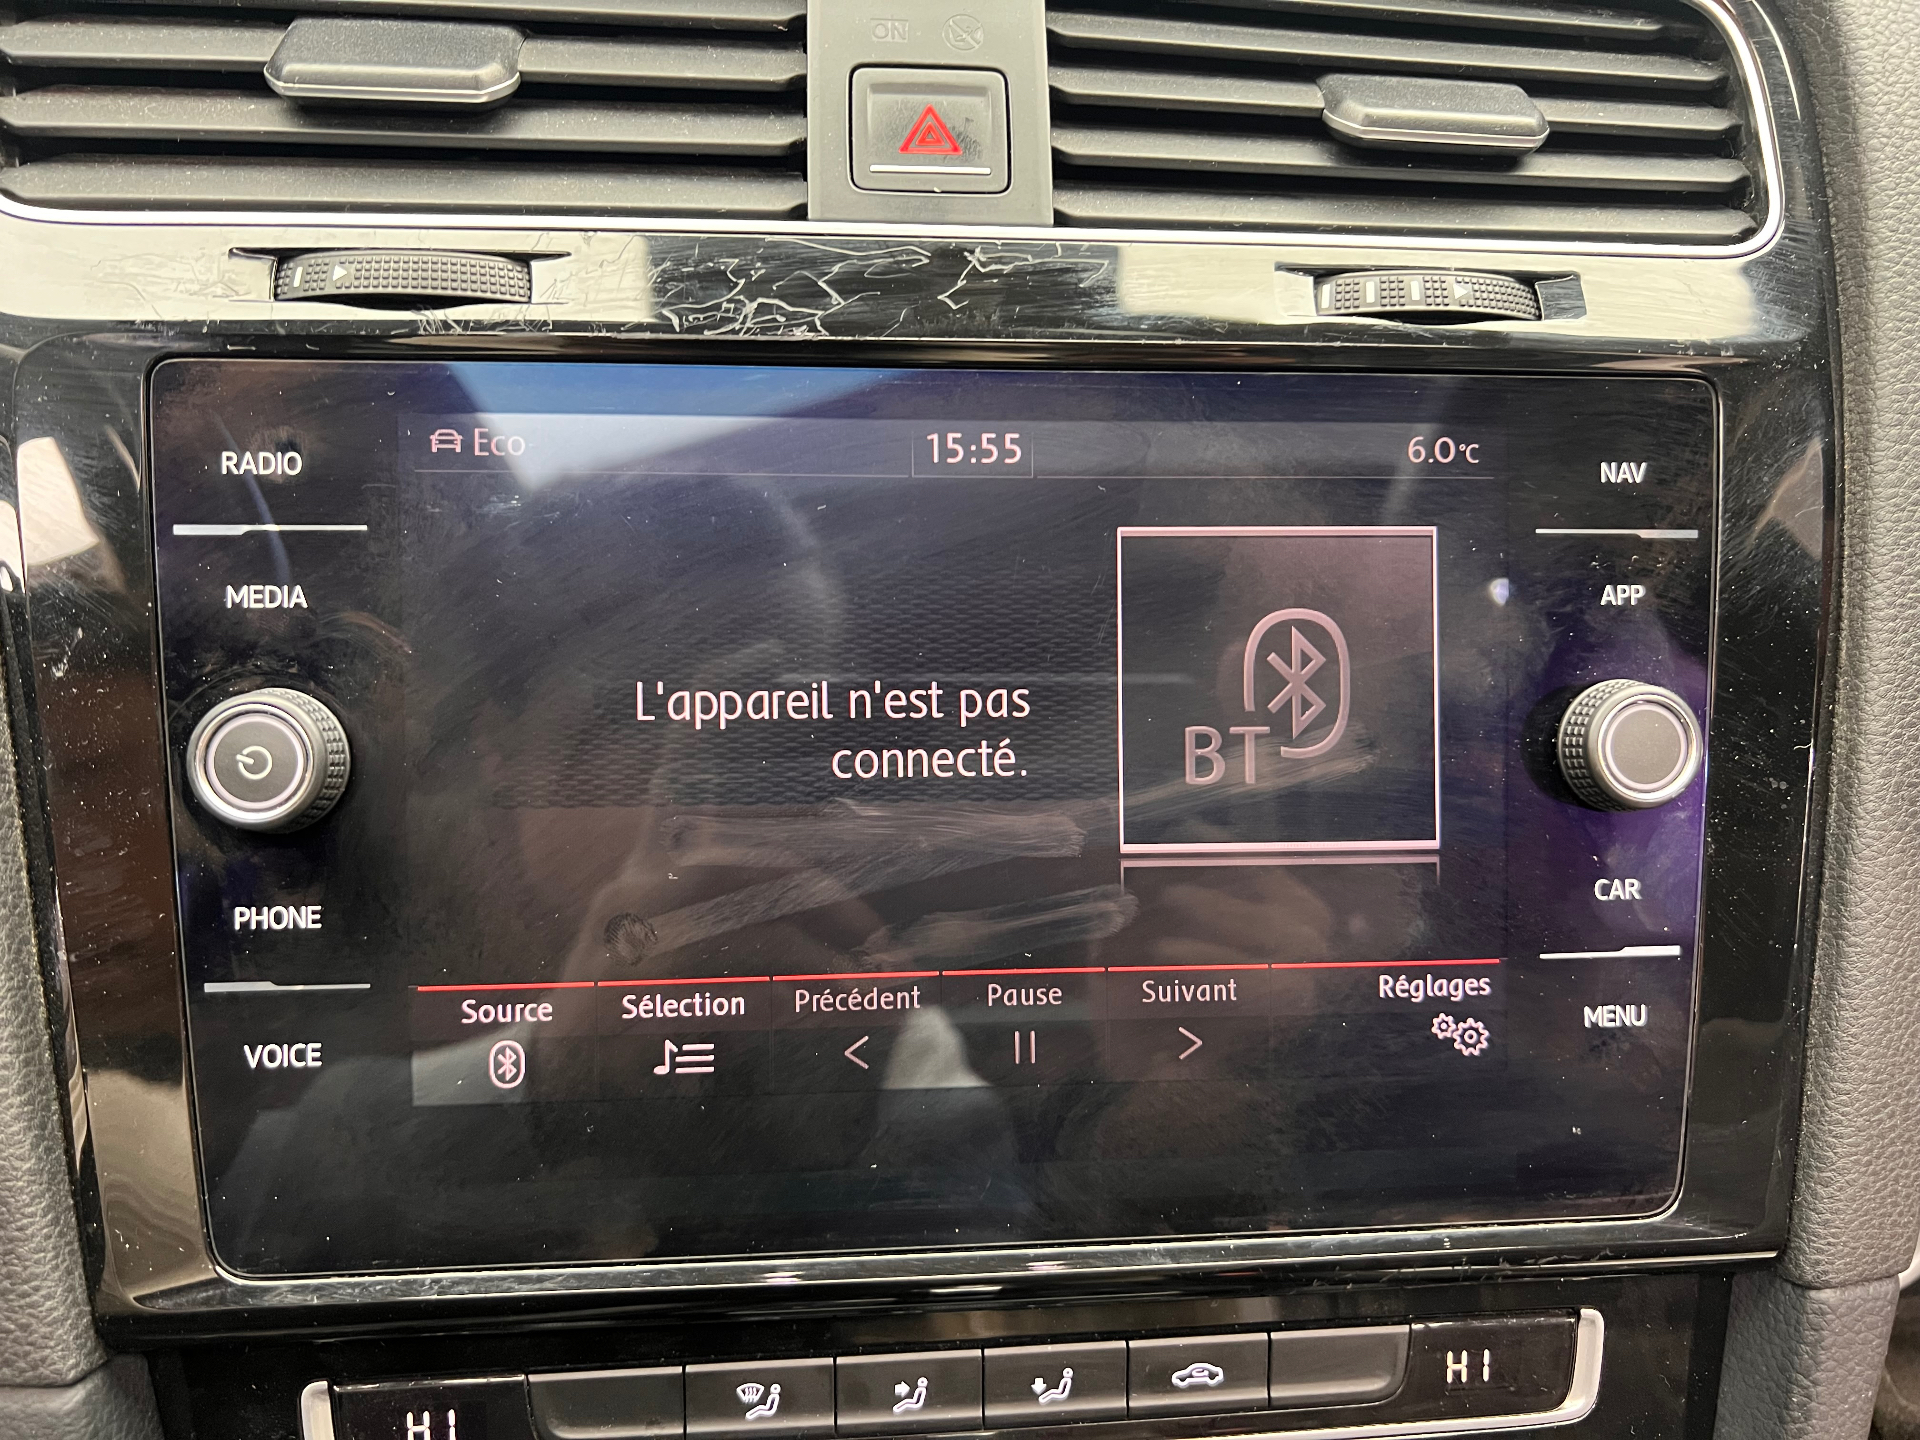 ON
RADIO
MEDIA
PHONE
VOICE
Eco
15:55
6.0°C
L'appareil n'est pas
connecté.
BT
Source
Sélection
Précédent
Pause
Suivant
Réglages
NAV
APP
CAR
MENU
HI
HI